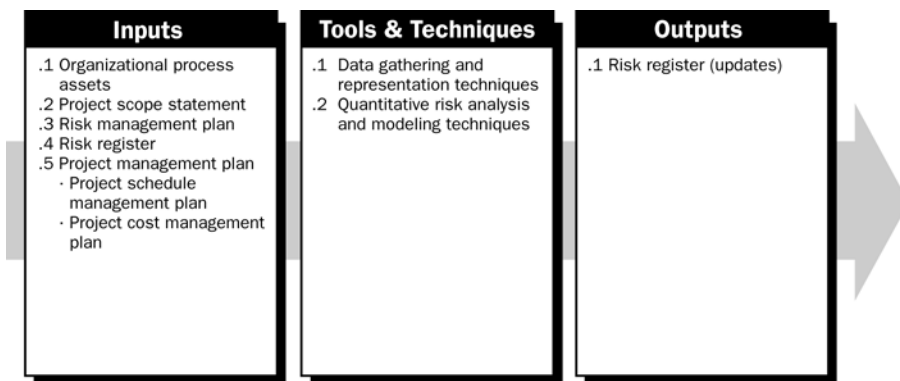 Inputs
.1 Organizational process
assets
.2 Project scope statement
.3 Risk management plan
.4 Risk register
.5 Project management plan
· Project schedule
management plan
· Project cost management
plan
Tools & Techniques
.1 Data gathering and
representation techniques
.2 Quantitative risk analysis
and modeling techniques
Outputs
.1 Risk register (updates)